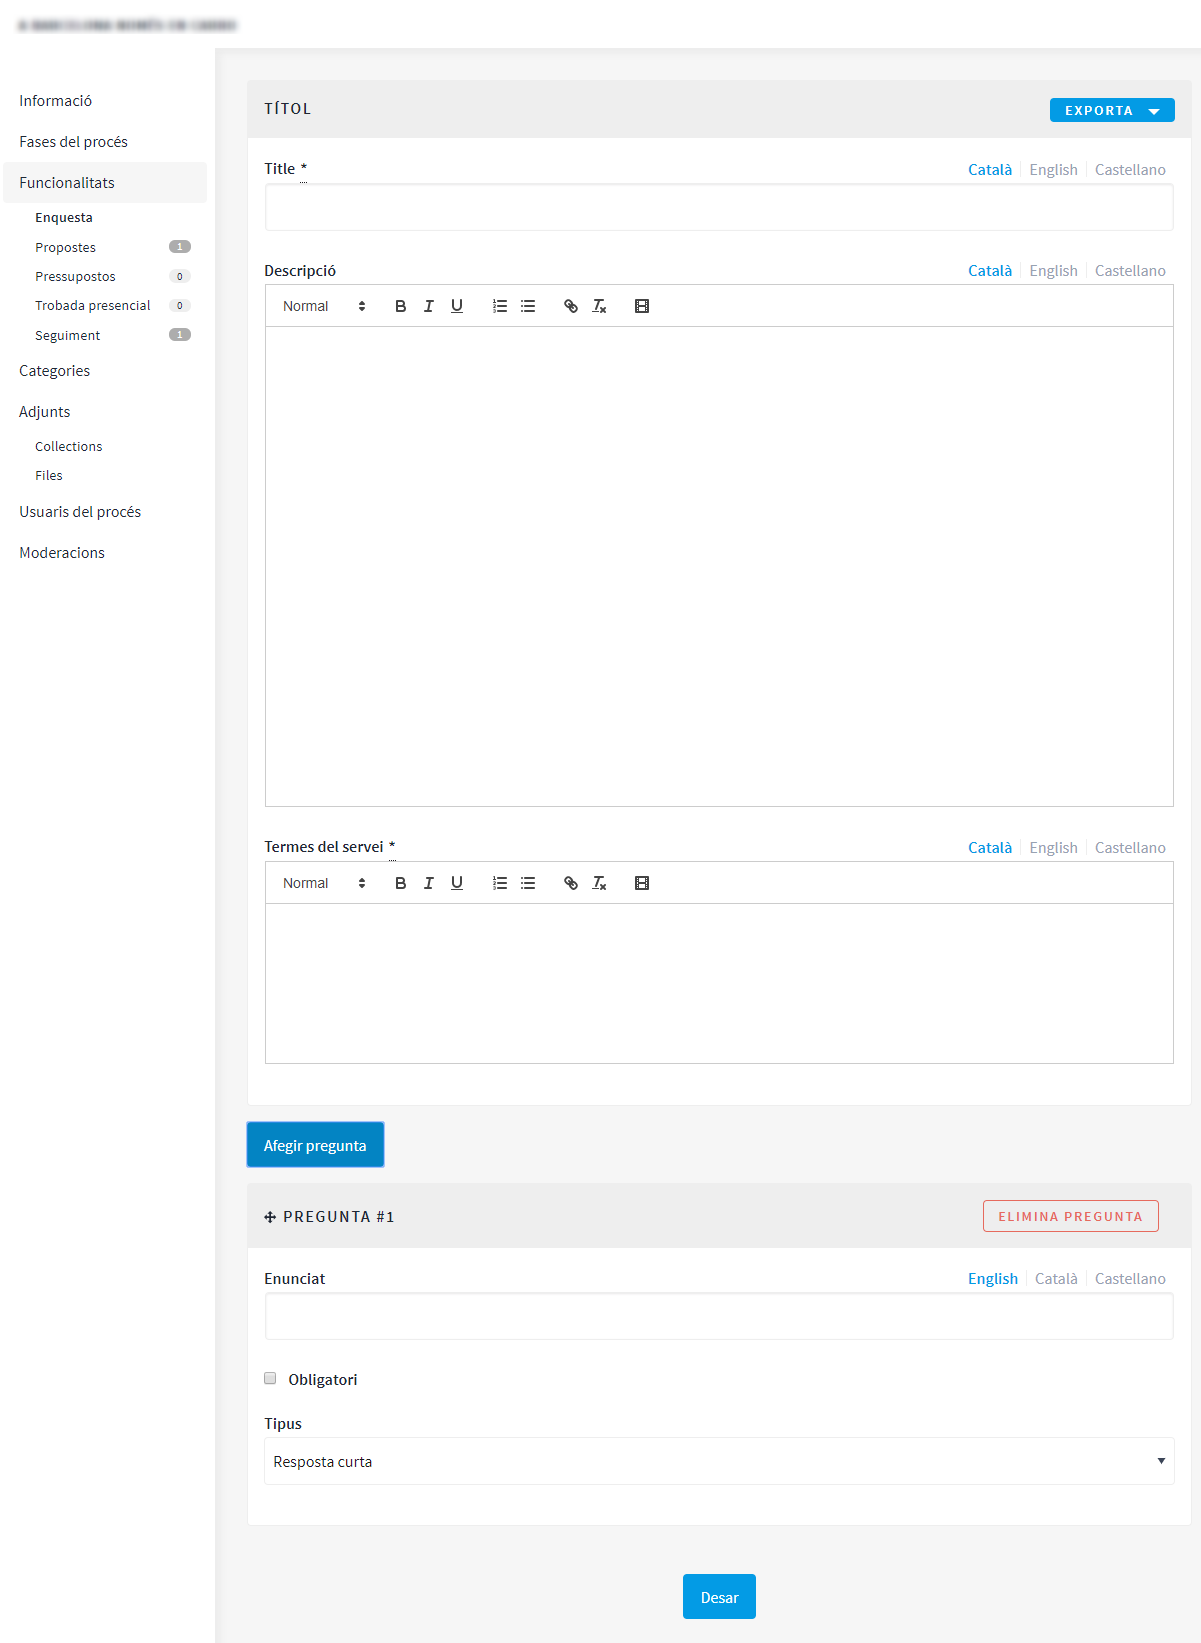 Informació
Fases del procés
Funcionalitats
Enquesta
Propostes 1
Pressupostos 0
Trobada presencial 0
Seguiment 1
Categories
Adjunts
Collections
Files
Usuaris del procés
Moderacions
TÍTOL
EXPORTA
Title *
Català English Castellano
Descripció
Català English Castellano
Normal B I U
Termes del servei *
Català English Castellano
Normal B I U
Afegir pregunta
PREGUNTA #1
ELIMINA PREGUNTA
Enunciat
English Català Castellano
Obligatori
Tipus
Resposta curta
Desar